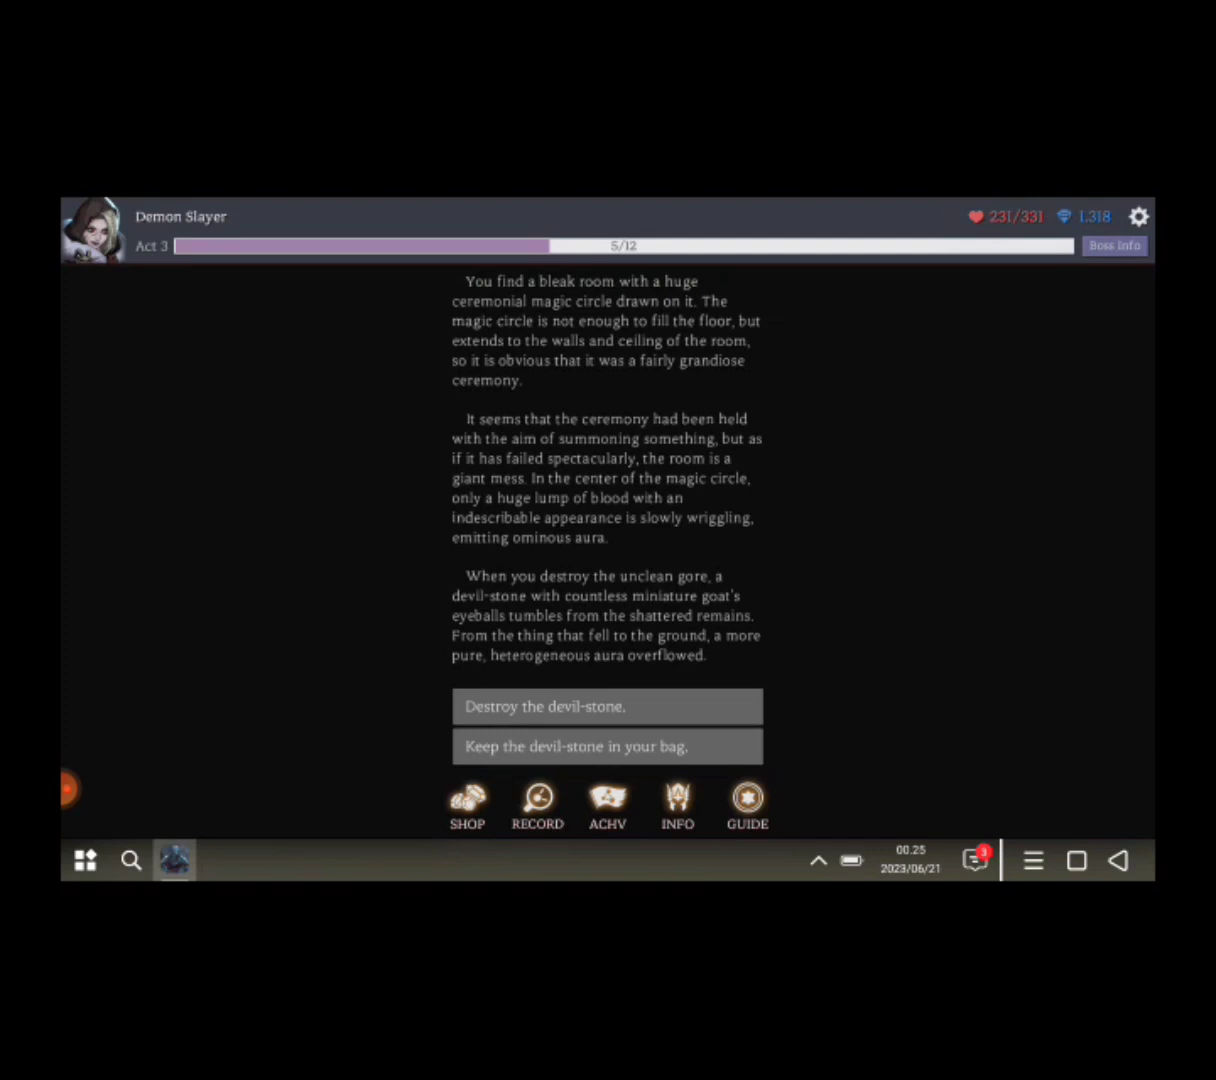 Demon Slayer
231/331
1,318
Act 3
5/12
Boss Info
You find a bleak room with a huge
ceremonial magic circle drawn on it. The
magic circle is not enough to fill the floor, but
extends to the walls and ceiling of the room,
so it is obvious that it was a fairly grandiose
ceremony.
It seems that the ceremony had been held
with the aim of summoning something, but as
if it has failed spectacularly, the room is a
giant mess. In the center of the magic circle,
only a huge lump of blood with an
indescribable appearance is slowly wriggling,
emitting ominous aura.
When you destroy the unclean gore, a
devil-stone with countless miniature goat's
eyeballs tumbles from the shattered remains.
From the thing that fell to the ground, a more
pure, heterogeneous aura overflowed.
Destroy the devil-stone.
Keep the devil-stone in your bag.
SHOP RECORD ACHV INFO GUIDE
00.25
2023/06/21
3